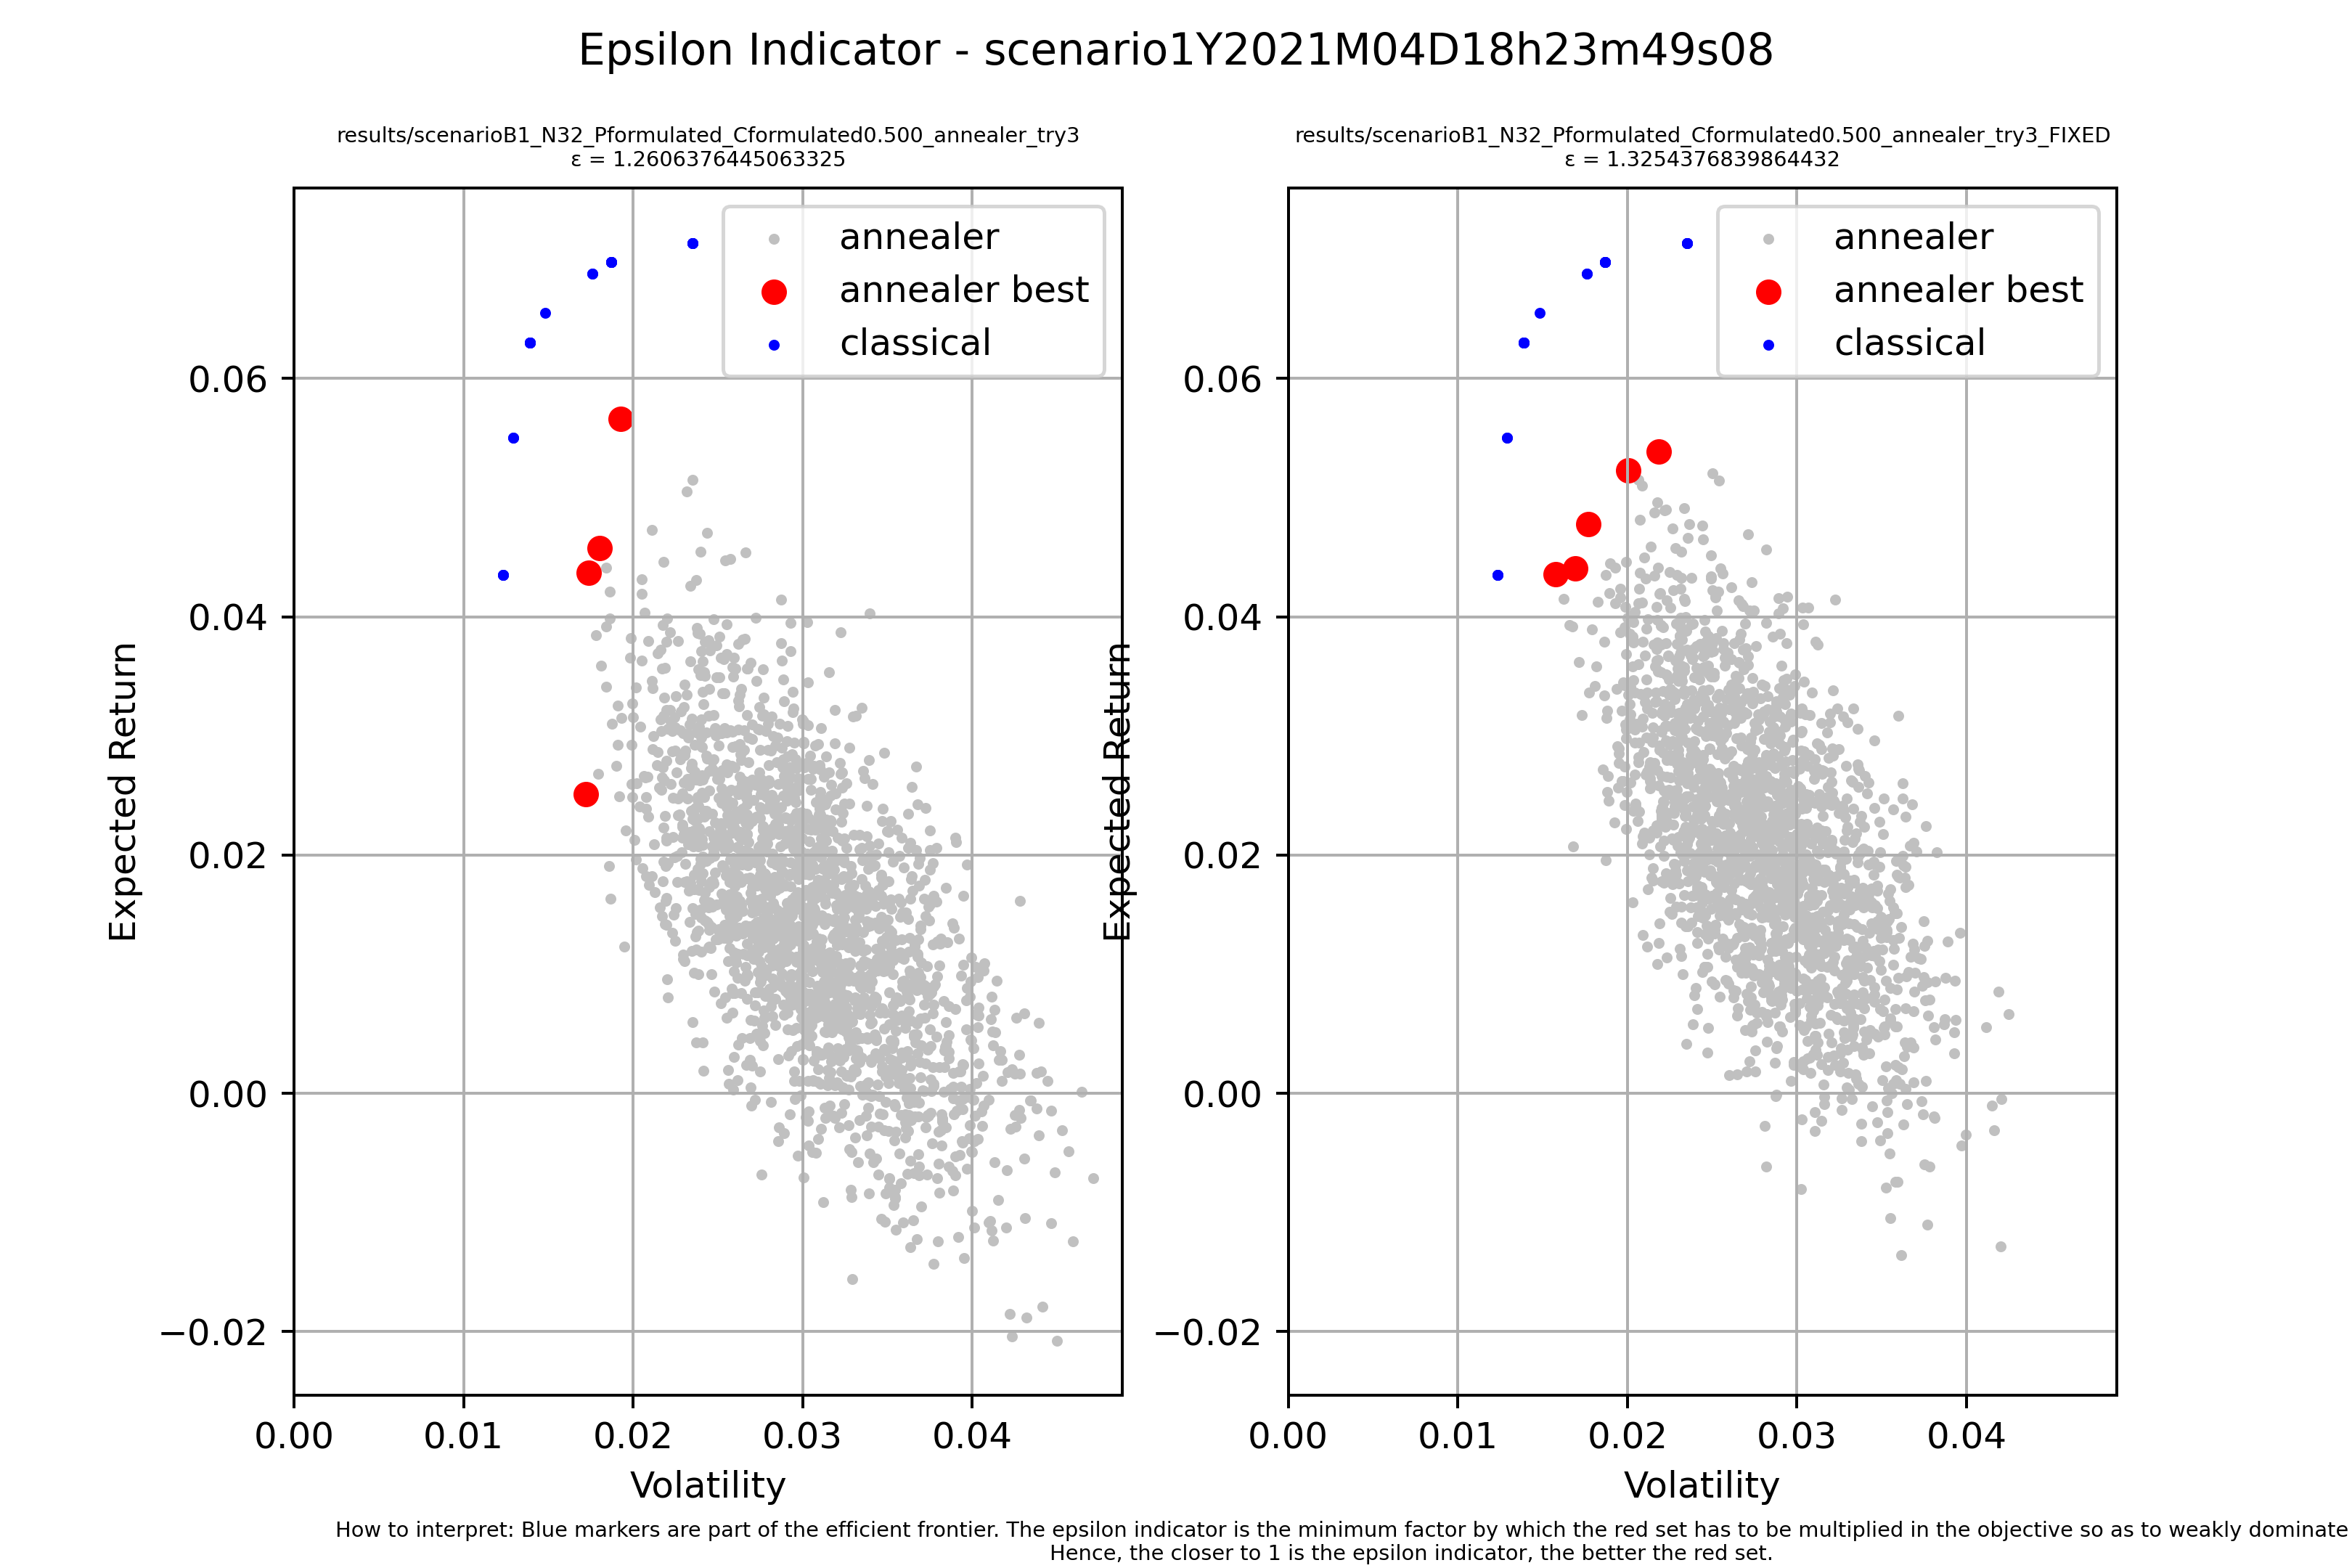 Epsilon Indicator - scenario1Y2021M04D18h23m49s08
results/scenarioB1_N32_Pformulated_Cformulated0.500_annealer_try3
ε = 1.2606376445063325
annealer
annealer best
classical
0.06
0.04
0.02
0.00
−0.02
Expected Return
0.00
0.01
0.02
0.03
0.04
Volatility
results/scenarioB1_N32_Pformulated_Cformulated0.500_annealer_try3_FIXED
ε = 1.3254376839864432
annealer
annealer best
classical
0.06
0.04
0.02
0.00
−0.02
Expected Return
0.00
0.01
0.02
0.03
0.04
Volatility
How to interpret: Blue markers are part of the efficient frontier. The epsilon indicator is the minimum factor by which the red set has to be multiplied in the objective so as to weakly dominate
Hence, the closer to 1 is the epsilon indicator, the better the red set.